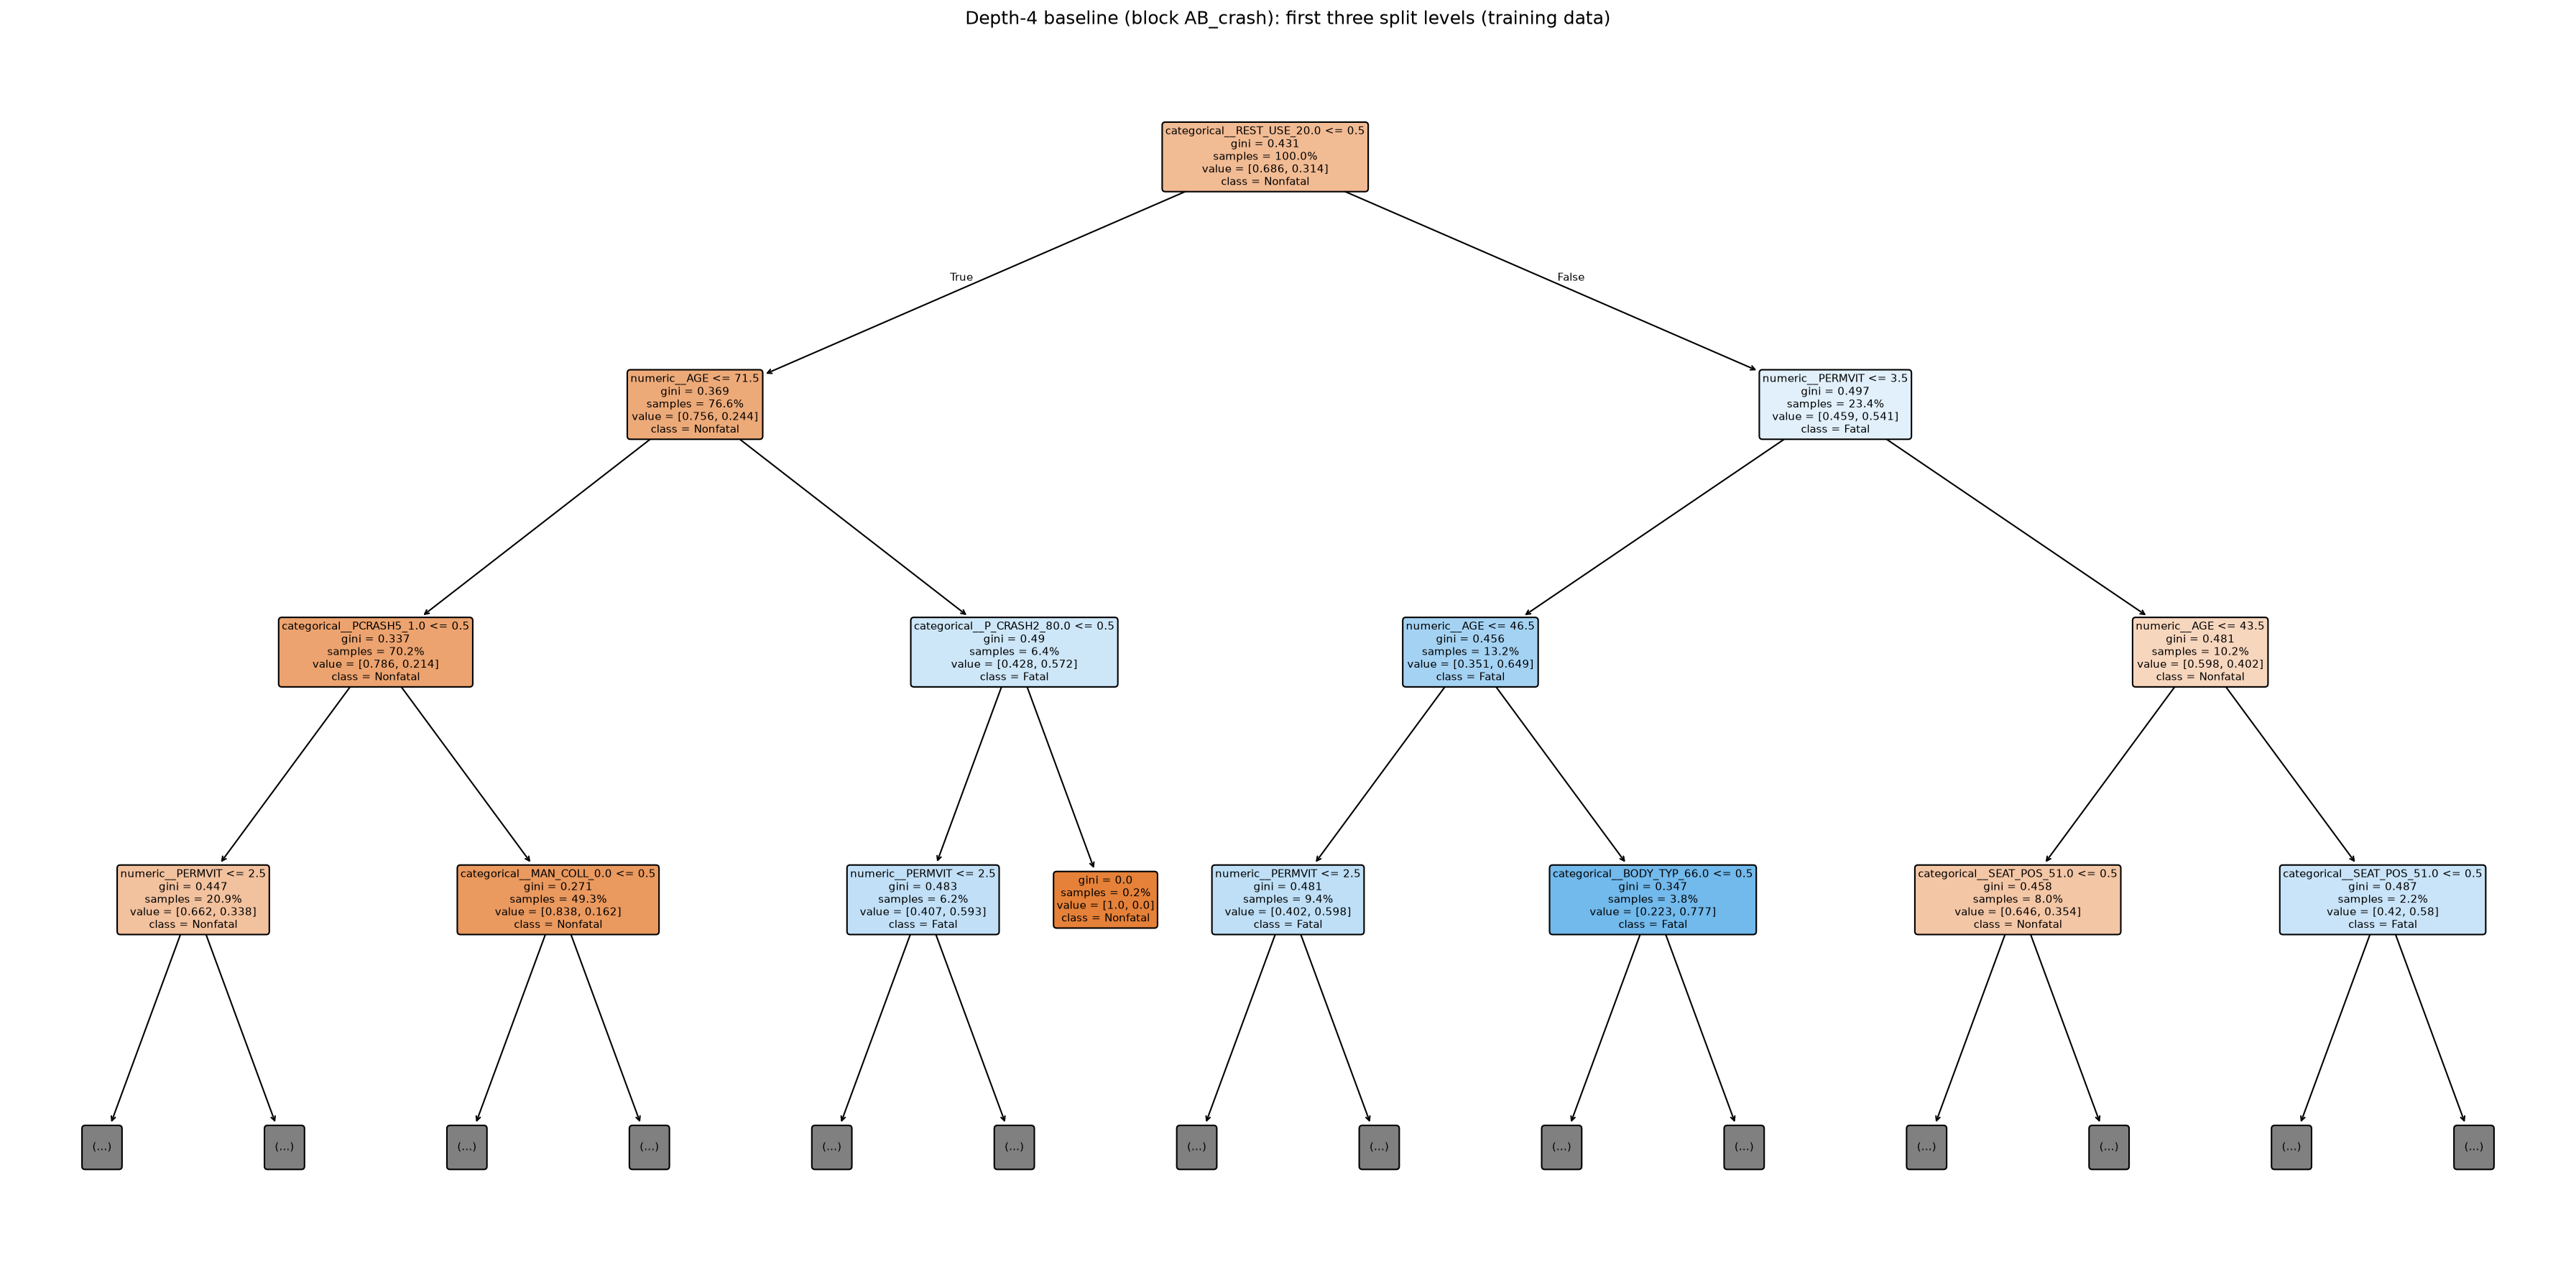 Depth-4 baseline (block AB_crash): first three split levels (training data)
categorical__REST_USE_20.0 <= 0.5
gini = 0.431
samples = 100.0%
value = [0.686, 0.314]
class = Nonfatal
True
False
numeric__AGE <= 71.5
gini = 0.369
samples = 76.6%
value = [0.756, 0.244]
class = Nonfatal
numeric__PERMVIT <= 3.5
gini = 0.497
samples = 23.4%
value = [0.459, 0.541]
class = Fatal
categorical__PCRASH5_1.0 <= 0.5
gini = 0.337
samples = 70.2%
value = [0.786, 0.214]
class = Nonfatal
categorical__P_CRASH2_80.0 <= 0.5
gini = 0.49
samples = 6.4%
value = [0.428, 0.572]
class = Fatal
numeric__AGE <= 46.5
gini = 0.456
samples = 13.2%
value = [0.351, 0.649]
class = Fatal
numeric__AGE <= 43.5
gini = 0.481
samples = 10.2%
value = [0.598, 0.402]
class = Nonfatal
numeric__PERMVIT <= 2.5
gini = 0.447
samples = 20.9%
value = [0.662, 0.338]
class = Nonfatal
categorical__MAN_COLL_0.0 <= 0.5
gini = 0.271
samples = 49.3%
value = [0.838, 0.162]
class = Nonfatal
numeric__PERMVIT <= 2.5
gini = 0.483
samples = 6.2%
value = [0.407, 0.593]
class = Fatal
gini = 0.0
samples = 0.2%
value = [1.0, 0.0]
class = Nonfatal
numeric__PERMVIT <= 2.5
gini = 0.481
samples = 9.4%
value = [0.402, 0.598]
class = Fatal
categorical__BODY_TYP_66.0 <= 0.5
gini = 0.347
samples = 3.8%
value = [0.223, 0.777]
class = Fatal
categorical__SEAT_POS_51.0 <= 0.5
gini = 0.458
samples = 8.0%
value = [0.646, 0.354]
class = Nonfatal
categorical__SEAT_POS_51.0 <= 0.5
gini = 0.487
samples = 2.2%
value = [0.42, 0.58]
class = Fatal
(...)
(...)
(...)
(...)
(...)
(...)
(...)
(...)
(...)
(...)
(...)
(...)
(...)
(...)